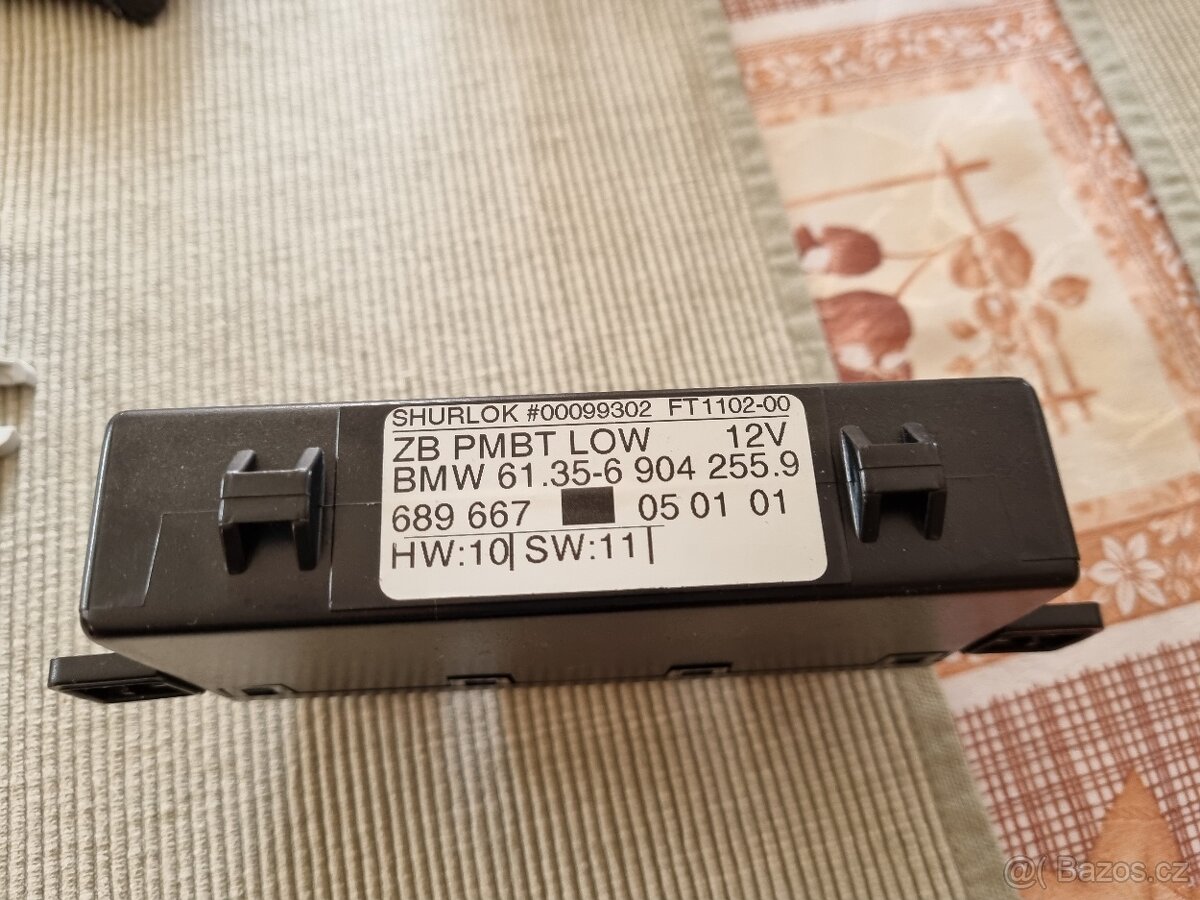 SHURLOK #00099302 FT1102-00
ZB PMBT LOW 12V
BMW 61.35-6 904 255.9
689 667 05 01 01
HW:10| SW:11|
@( Bazos.cz